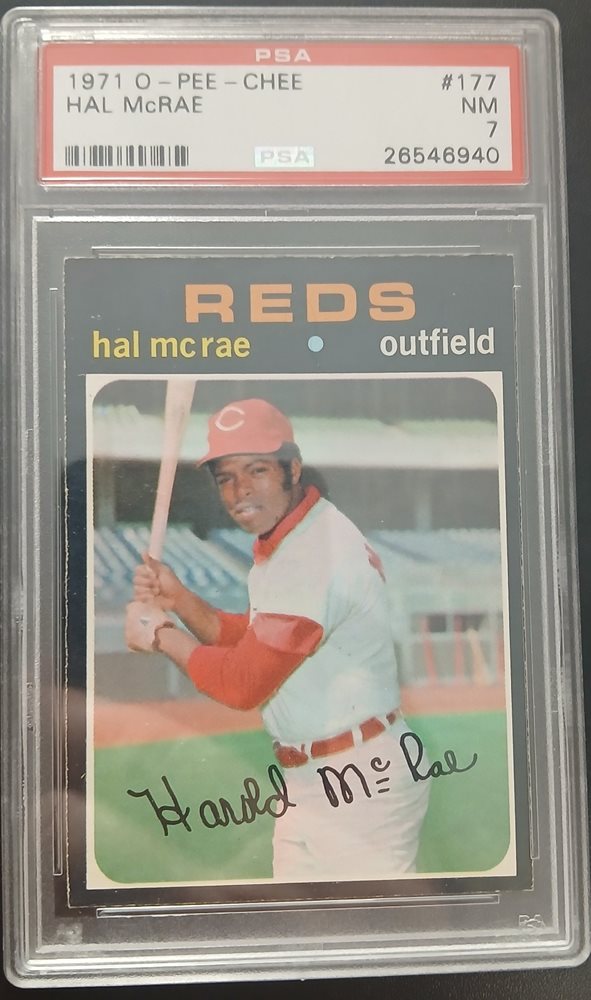 PSA
1971 O-PEE-CHEE #177
HAL McRAE NM
7
PSA 26546940
REDS
hal mcrae • outfield
C
Harold McRae